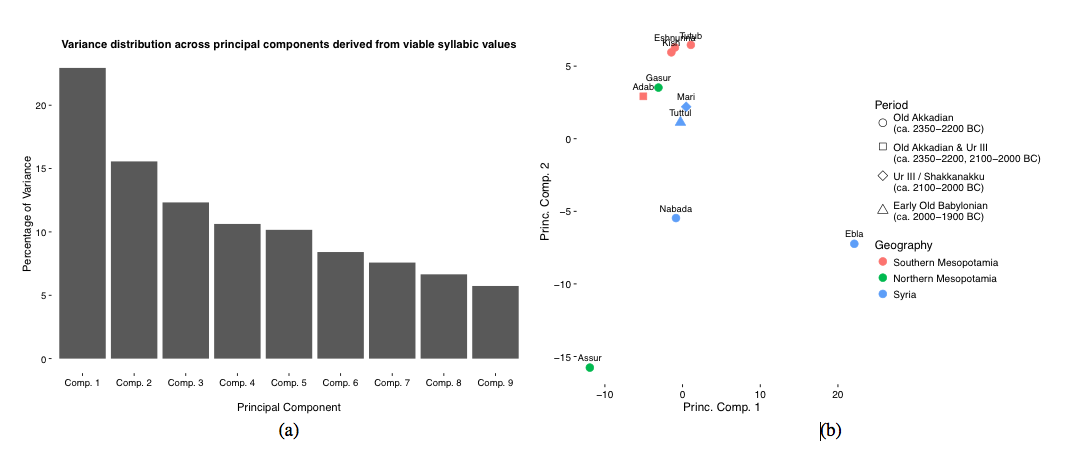 Variance distribution across principal components derived from viable syllabic values
Percentage of Variance
20
15
10
5
0
Comp. 1 Comp. 2 Comp. 3 Comp. 4 Comp. 5 Comp. 6 Comp. 7 Comp. 8 Comp. 9
Principal Component
(a)
Princ. Comp. 2
5
0
−5
−10
−15
Eshnunna
Tutub
Kish
Gasur
Adab
Mari
Tuttul
Nabada
Ebla
Assur
−10 0 10 20
Princ. Comp. 1
Period
Old Akkadian
(ca. 2350−2200 BC)
Old Akkadian & Ur III
(ca. 2350−2200, 2100−2000 BC)
Ur III / Shakkanakku
(ca. 2100−2000 BC)
Early Old Babylonian
(ca. 2000−1900 BC)
Geography
Southern Mesopotamia
Northern Mesopotamia
Syria
(b)